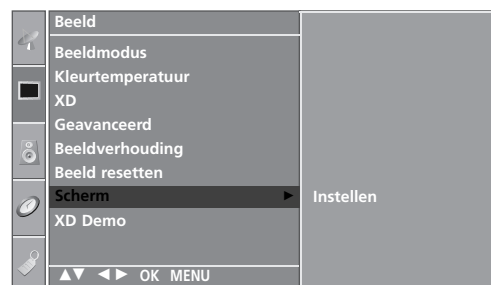 Beeld
Beeldmodus
Kleurtemperatuur
XD
Geavanceerd
Beeldverhouding
Beeld resetten
Scherm ► Instellen
XD Demo
▲▼ ◄► OK MENU